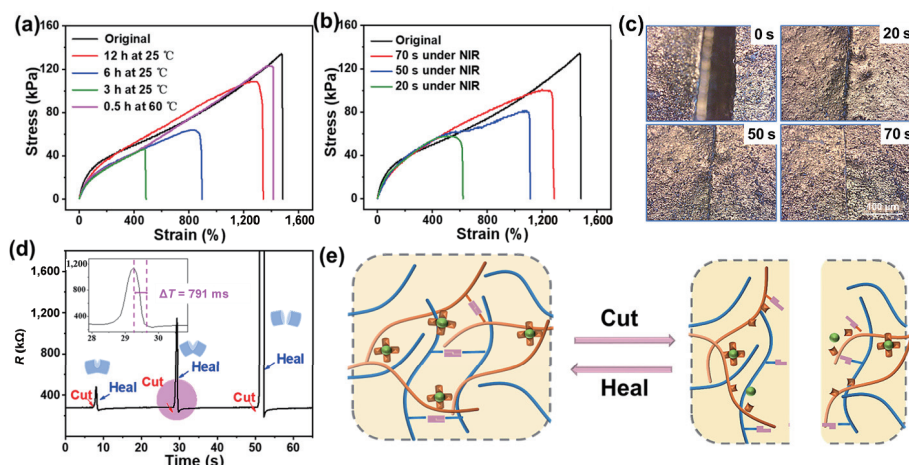 (a)
160
120
80
40
0
Stress (kPa)
Original
12 h at 25 ℃
6 h at 25 ℃
3 h at 25 ℃
0.5 h at 60 ℃
0 400 800 1,200 1,600
Strain (%)
(b)
160
120
80
40
0
Stress (kPa)
Original
70 s under NIR
50 s under NIR
20 s under NIR
0 400 800 1,200 1,600
Strain (%)
(c)
0 s
20 s
50 s
70 s
100 μm
(d)
1,600
1,200
800
400
R (kΩ)
1,200
800
400
28 29 30
ΔT = 791 ms
Cut
Heal
Cut
Heal
Cut
Heal
0 10 20 30 40 50 60
Time (s)
(e)
Cut
Heal